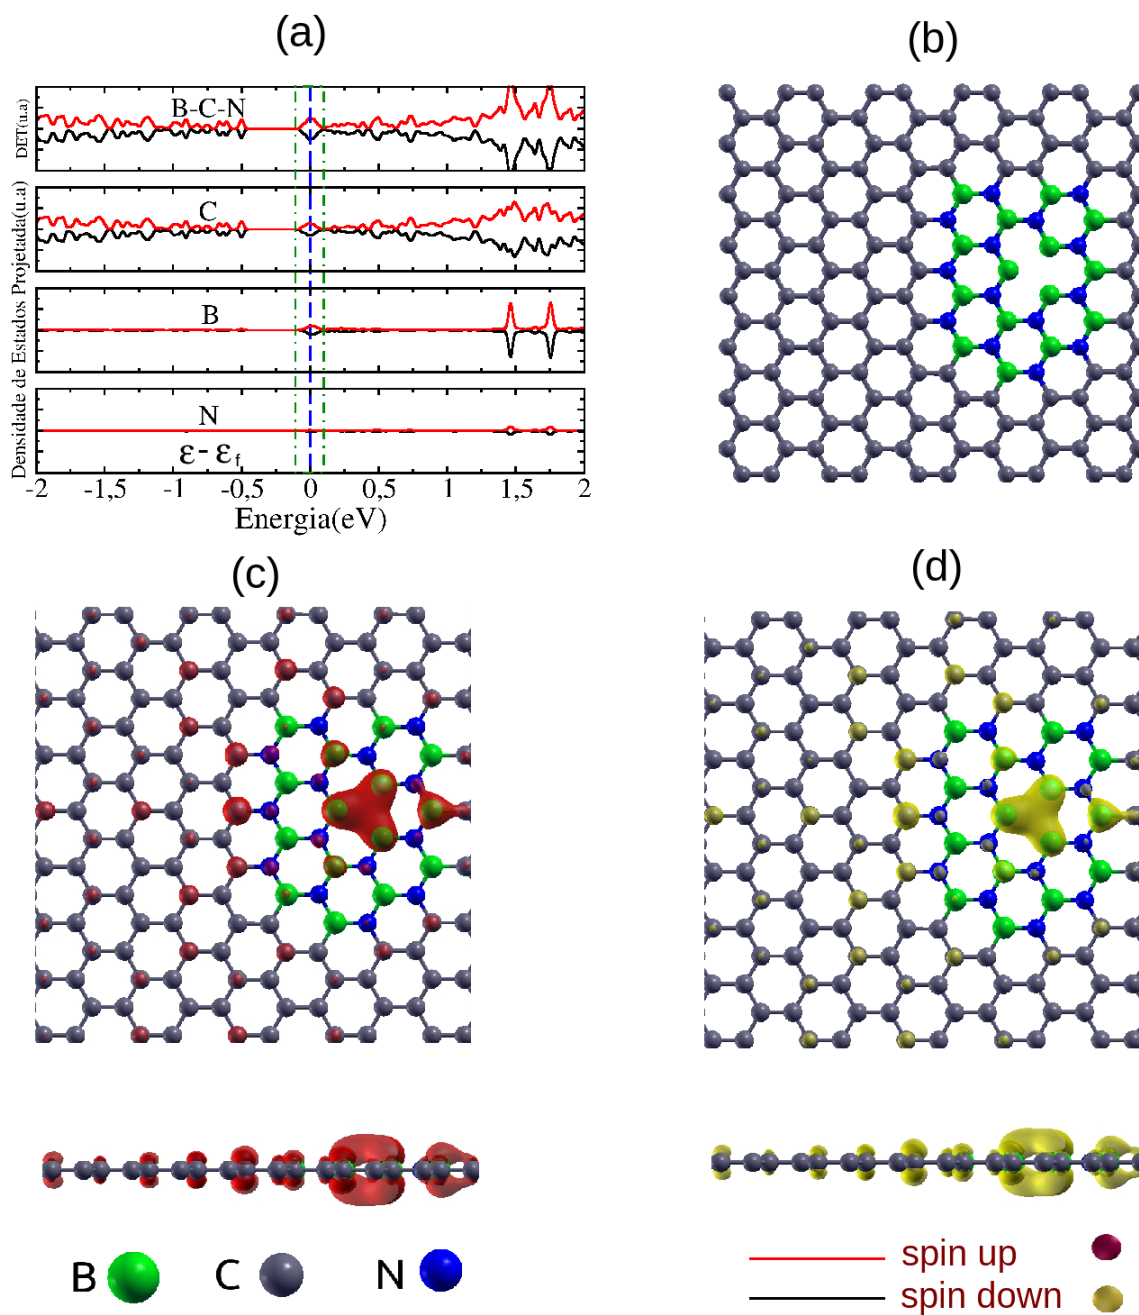 (a)
(b)
DET(u.a)
B-C-N
Densidade de Estados Projetada(u.a)
C
B
N
ε-εf
-2 -1,5 -1 -0,5 0 0,5 1 1,5 2
Energia(eV)
(c)
(d)
B C N
spin up
spin down